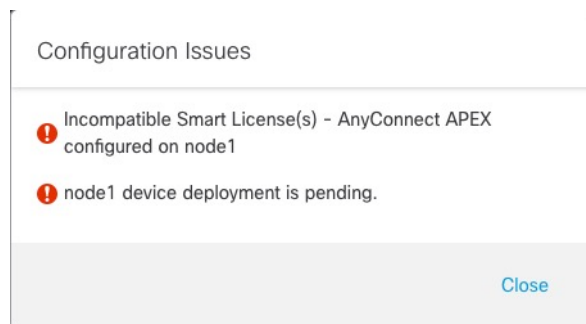 Configuration Issues
Incompatible Smart License(s) - AnyConnect APEX
configured on node1
node1 device deployment is pending.
Close